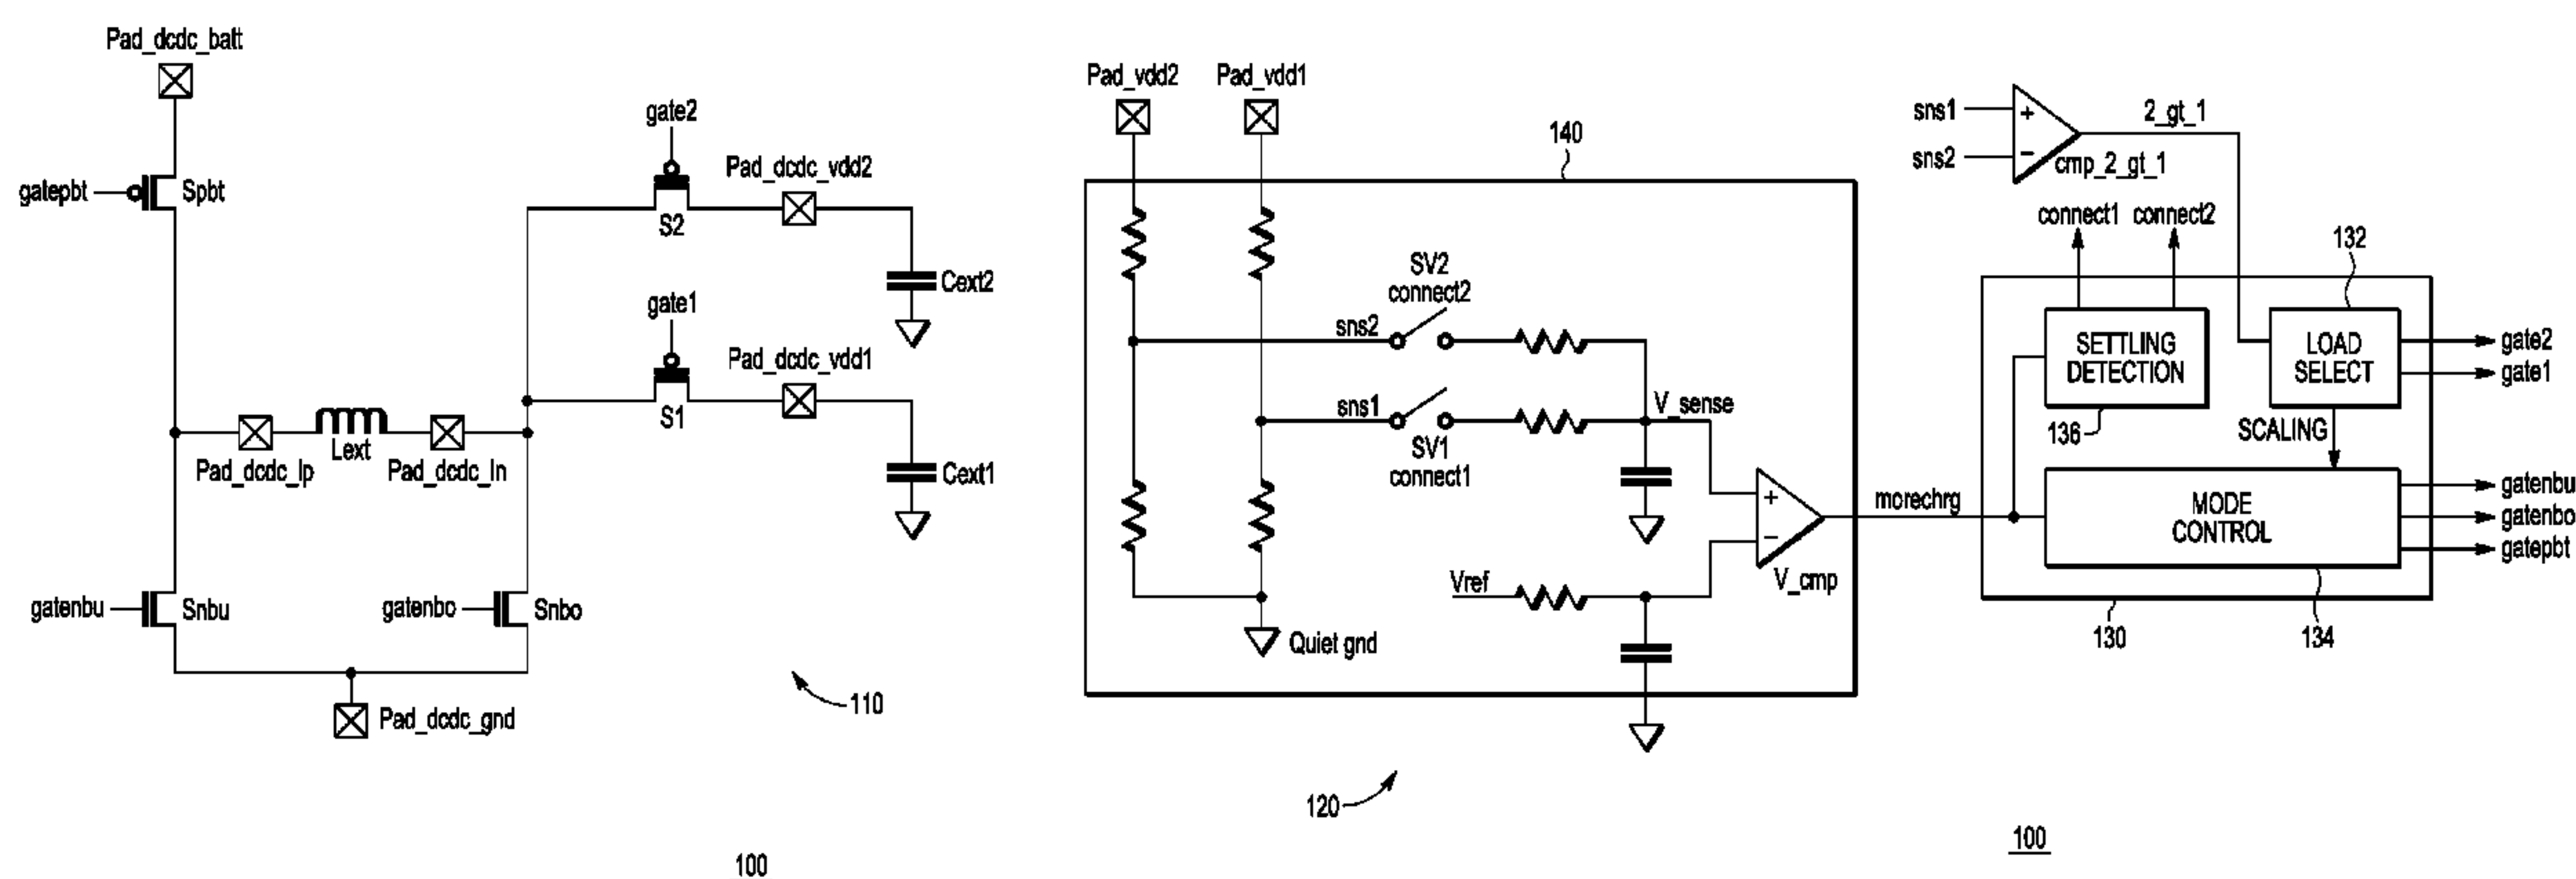 Pad_dcdc_batt
gatepbt
Spbt
gate2
S2
Pad_dcdc_vdd2
Cext2
gate1
S1
Pad_dcdc_vdd1
Cext1
Pad_dcdc_lp
Lext
Pad_dcdc_ln
gatenbu
Snbu
gatenbo
Snbo
Pad_dcdc_gnd
110
100
Pad_vdd2
Pad_vdd1
140
SV2
connect2
sns2
sns1
SV1
connect1
V_sense
+
−
V_cmp
Vref
Quiet gnd
120
morechrg
sns1
sns2
+
−
2_gt_1
cmp_2_gt_1
connect1
connect2
132
SETTLING
DETECTION
LOAD
SELECT
gate2
gate1
136
SCALING
MODE
CONTROL
gatenbu
gatenbo
gatepbt
130
134
100